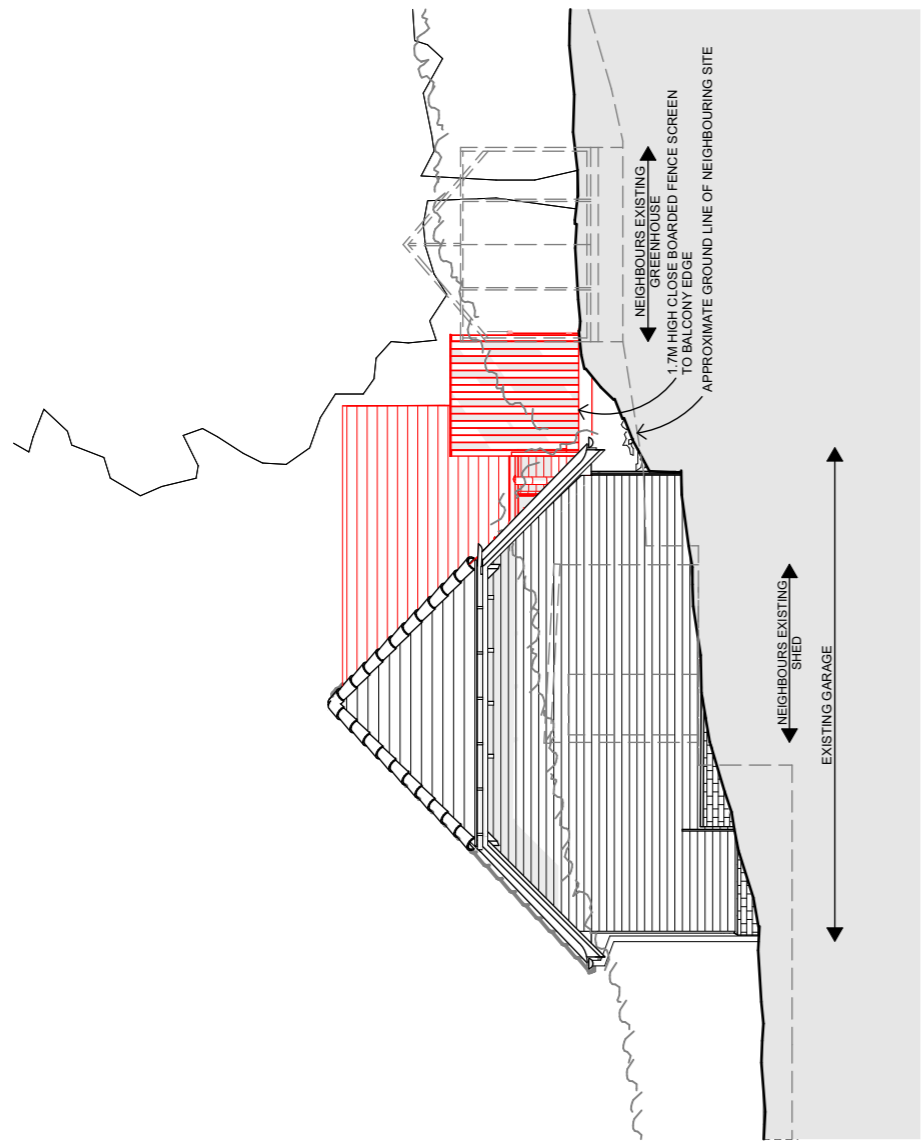 NEIGHBOURS EXISTING
GREENHOUSE
1.7M HIGH CLOSE BOARDED FENCE SCREEN
TO BALCONY EDGE
APPROXIMATE GROUND LINE OF NEIGHBOURING SITE
NEIGHBOURS EXISTING
SHED
EXISTING GARAGE